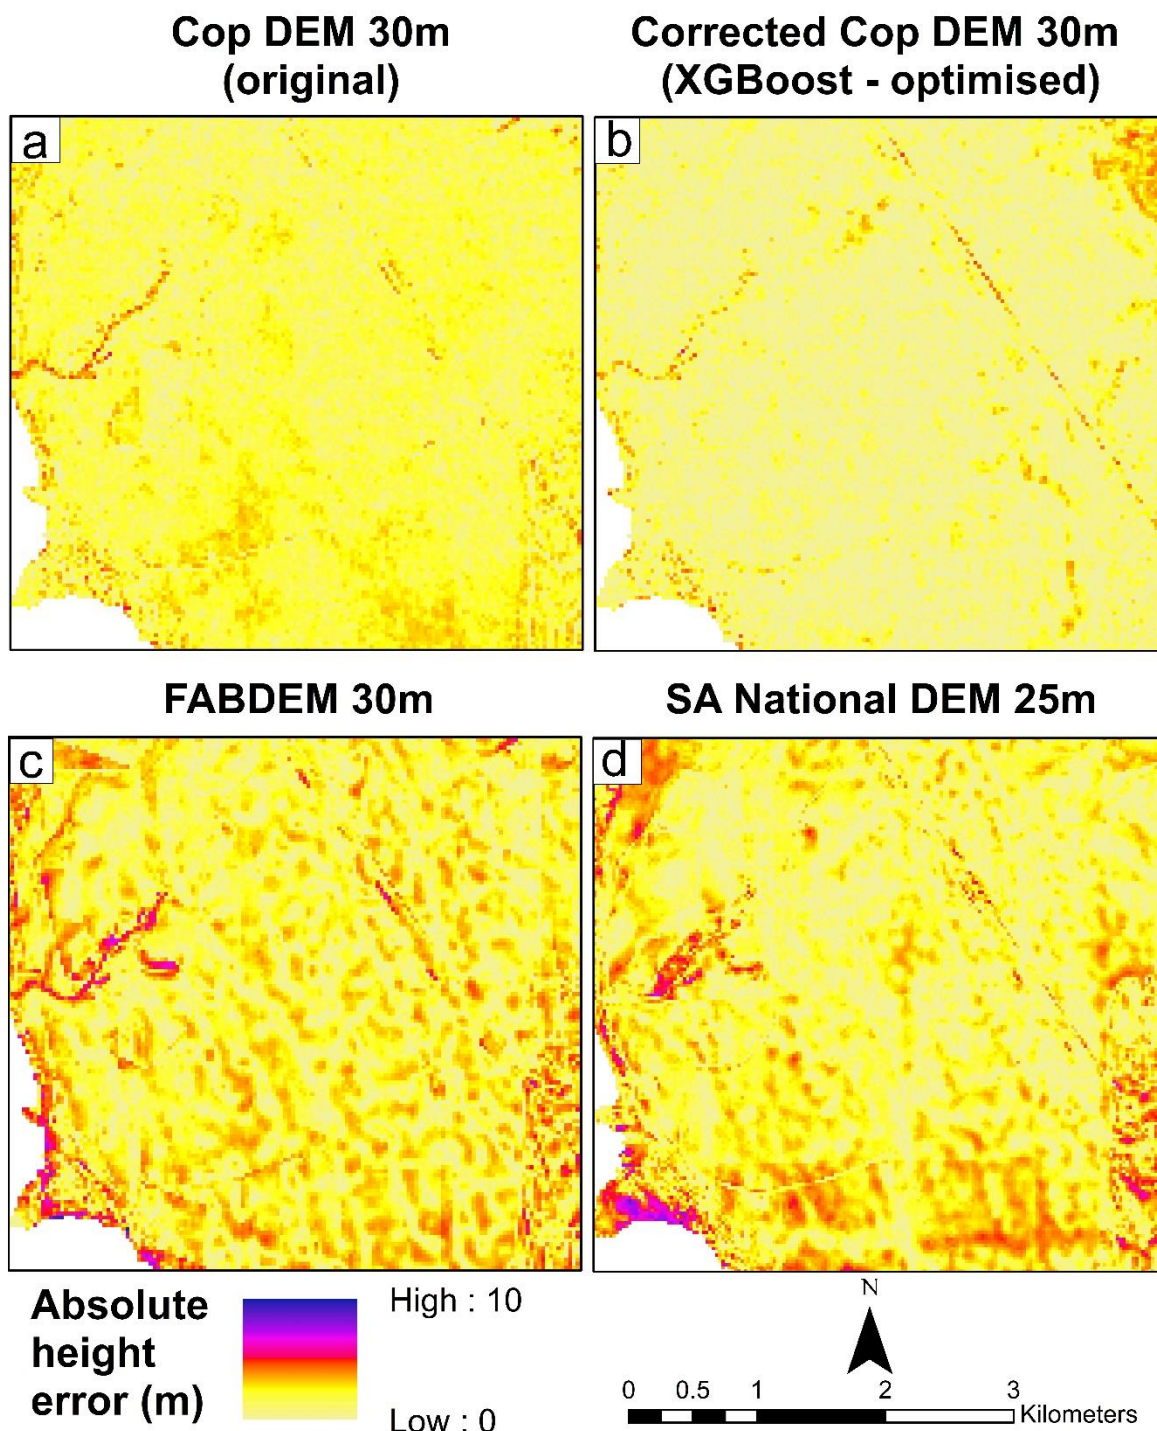 Cop DEM 30m
(original)
Corrected Cop DEM 30m
(XGBoost - optimised)
a
b
FABDEM 30m
SA National DEM 25m
c
d
Absolute
height
error (m)
High : 10
Low : 0
N
0 0.5 1 2 3
Kilometers